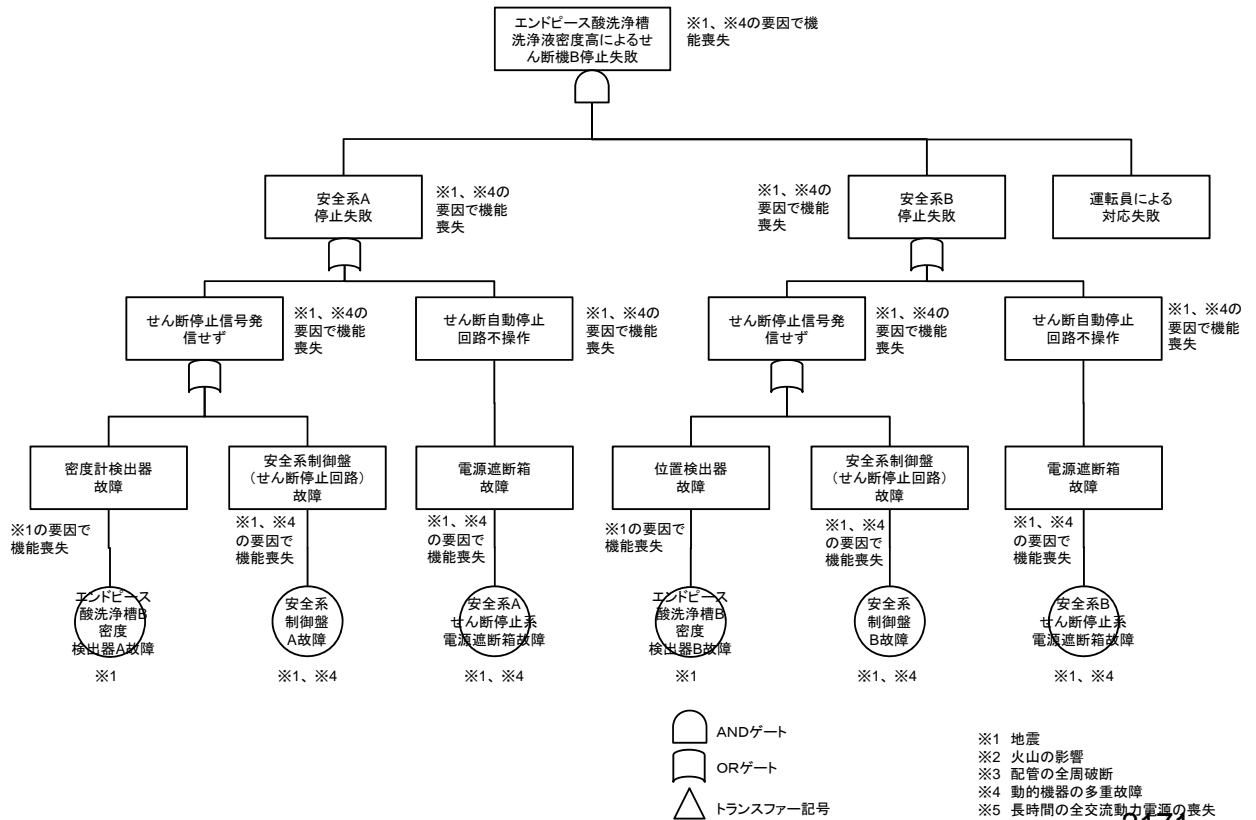 エンドピース酸洗浄槽
洗浄液密度高によるせ
ん断機B停止失敗
※1、※4の要因で機
能喪失
安全系A
停止失敗
※1、※4の
要因で機能
喪失
※1、※4の
要因で機能
喪失
安全系B
停止失敗
運転員による
対応失敗
せん断停止信号発
信せず
※1、※4の
要因で機能
喪失
せん断自動停止
回路不操作
※1、※4の
要因で機能
喪失
せん断停止信号発
信せず
※1、※4の
要因で機能
喪失
せん断自動停止
回路不操作
※1、※4の
要因で機能
喪失
密度計検出器
故障
安全系制御盤
(せん断停止回路)
故障
電源遮断箱
故障
位置検出器
故障
安全系制御盤
(せん断停止回路)
故障
電源遮断箱
故障
※1の要因で
機能喪失
※1、※4
の要因で
機能喪失
※1、※4
の要因で
機能喪失
※1の要因で
機能喪失
※1、※4
の要因で
機能喪失
※1、※4
の要因で
機能喪失
エンドピース
酸洗浄槽B
密度
検出器A故障
安全系
制御盤
A故障
安全系A
せん断停止系
電源遮断箱故障
エンドピース
酸洗浄槽B
密度
検出器B故障
安全系
制御盤
B故障
安全系B
せん断停止系
電源遮断箱故障
※1
※1、※4
※1、※4
※1
※1、※4
※1、※4
ANDゲート
ORゲート
トランスファー記号
※1 地震
※2 火山の影響
※3 配管の全周破断
※4 動的機器の多重故障
※5 長時間の全交流動力電源の喪失